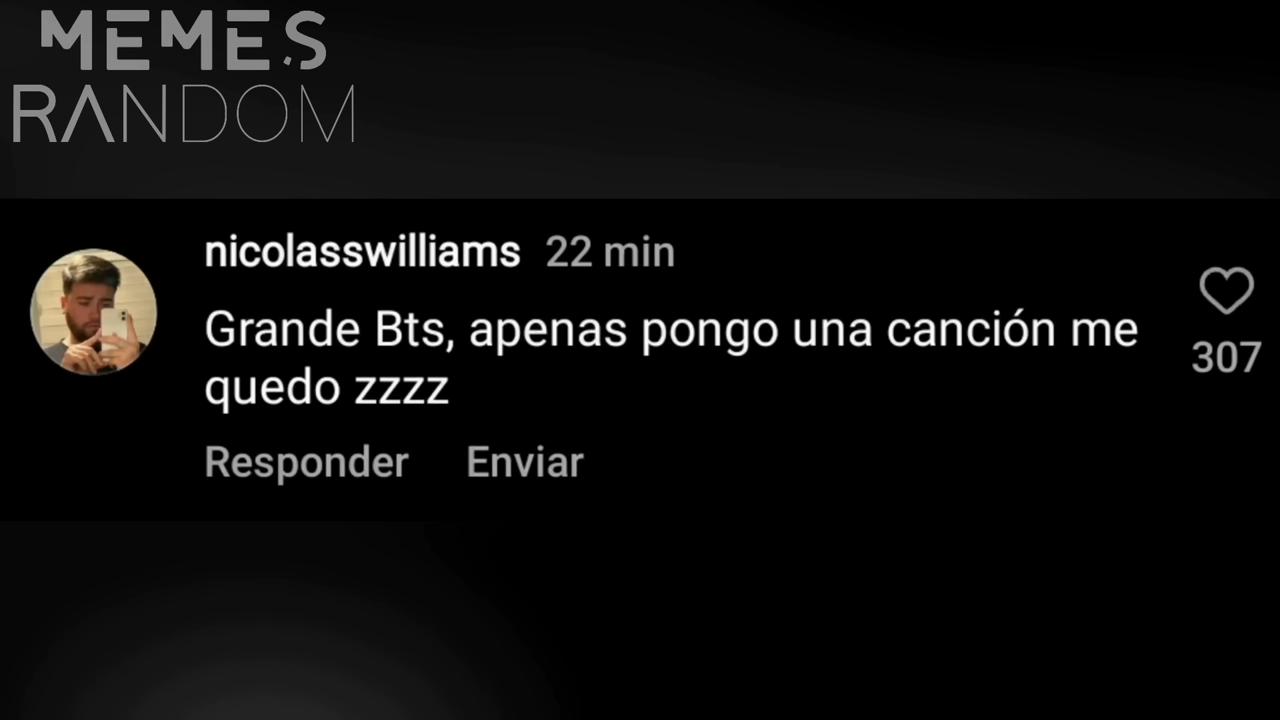 MEMES
RANDOM
nicolasswilliams 22 min
Grande Bts, apenas pongo una canción me
quedo zzzz
307
Responder Enviar